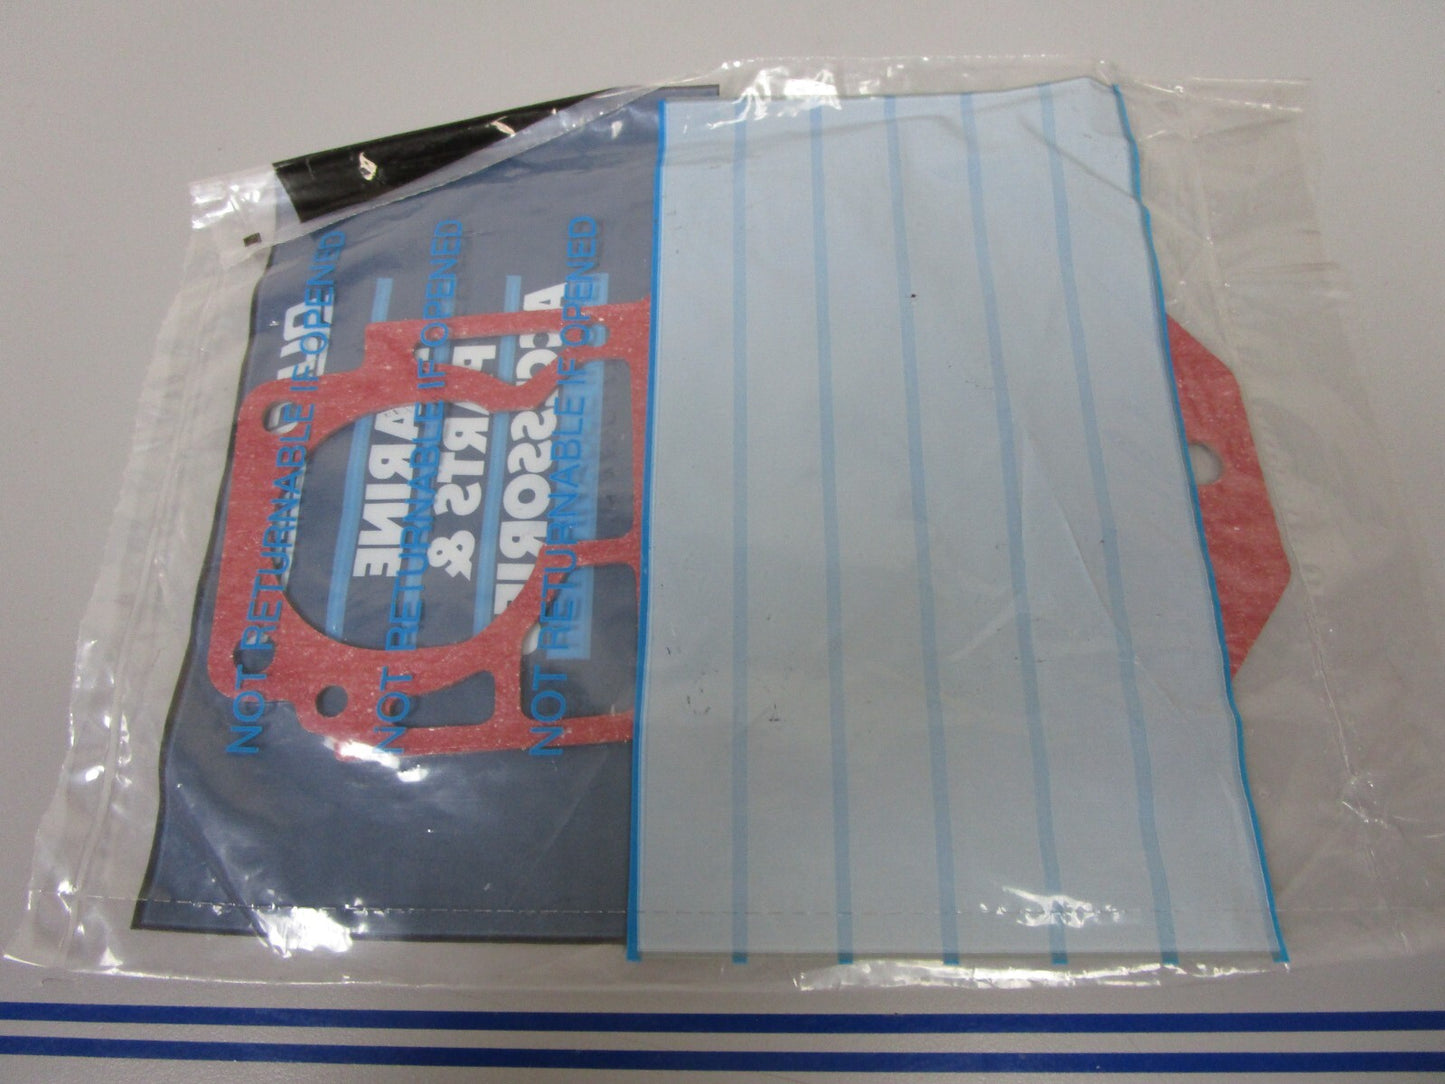 NOT RETURNABLE IF OPENED
NOT RETURNABLE IF OPENED
NOT RETURNABLE IF OPENED
MARINE
PARTS &